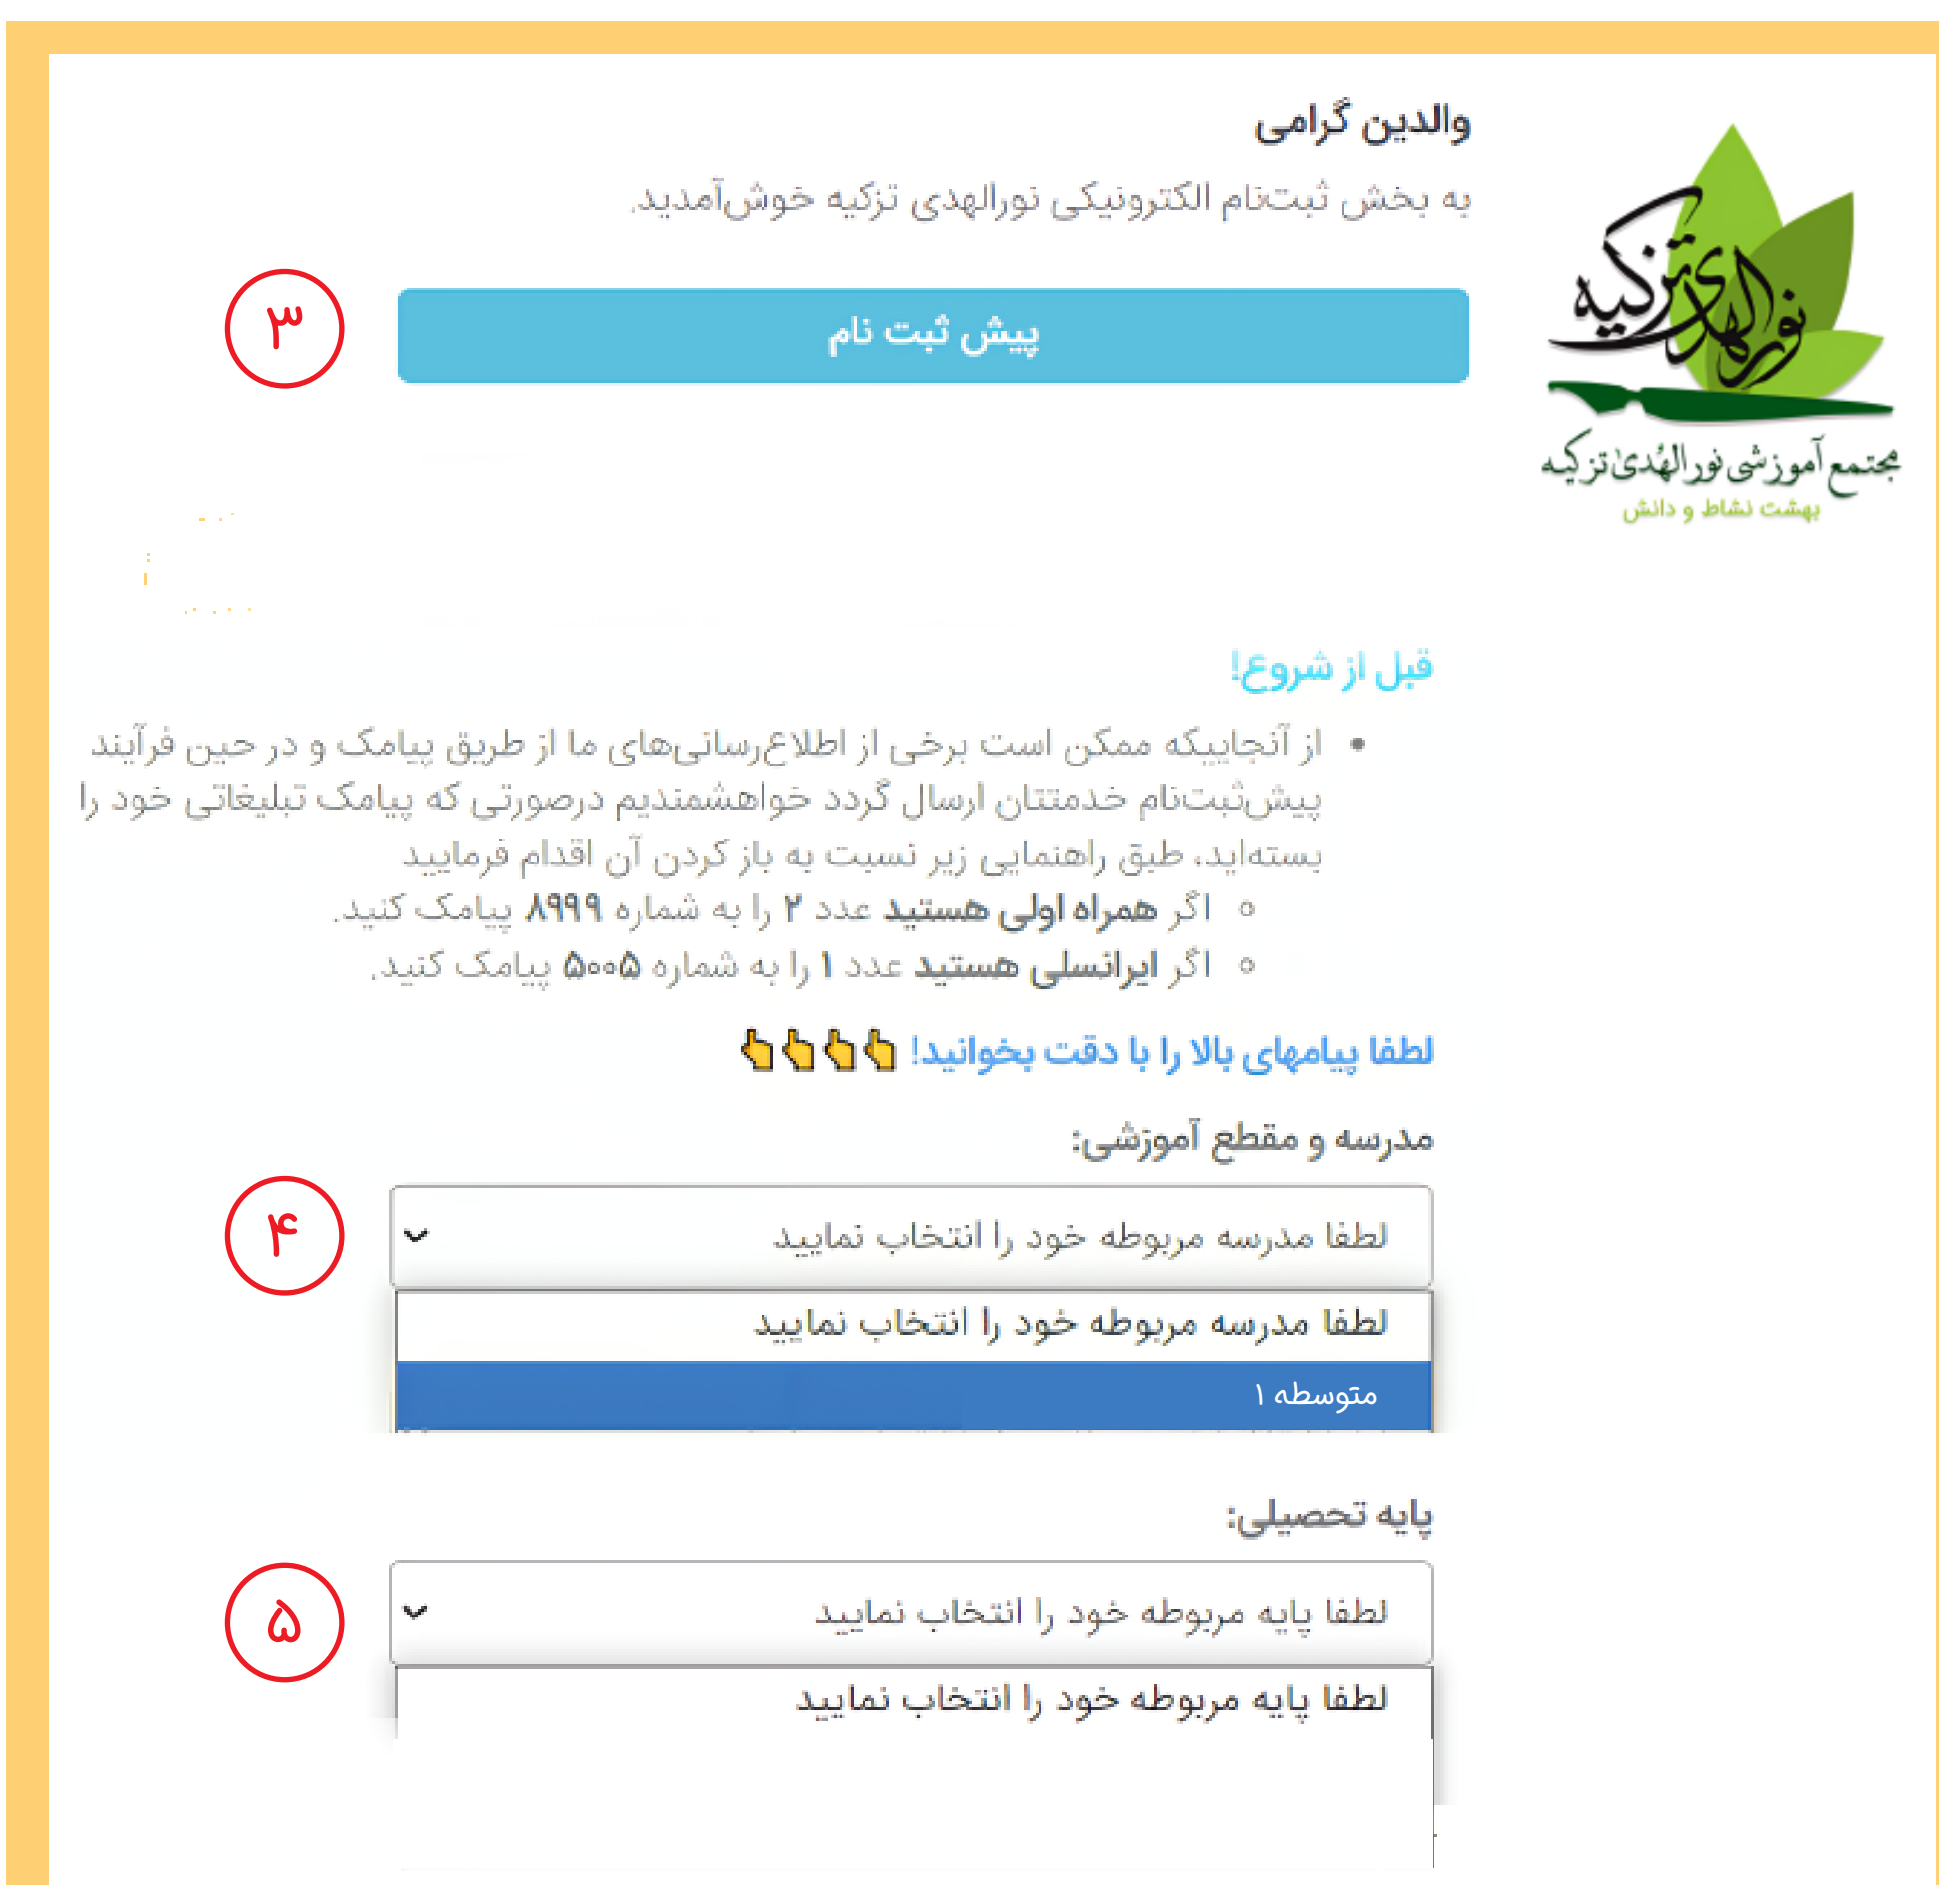 والدین گرامی
به بخش ثبت‌نام الکترونیکی نورالهدی تزکیه خوش‌آمدید.
نورالهدی تزکیه
مجتمع آموزشی نورالهُدیٰ تزکیه
بهشت نشاط و دانش
۳
پیش ثبت نام
قبل از شروع!
• از آنجاییکه ممکن است برخی از اطلاع‌رسانی‌های ما از طریق پیامک و در حین فرآیند
پیش‌ثبت‌نام خدمتتان ارسال گردد خواهشمندیم درصورتی که پیامک تبلیغاتی خود را
بسته‌اید، طبق راهنمایی زیر نسبت به باز کردن آن اقدام فرمایید
○ اگر همراه اولی هستید عدد ۲ را به شماره ۸۹۹۹ پیامک کنید.
○ اگر ایرانسلی هستید عدد ۱ را به شماره ۵۰۰۵ پیامک کنید.
لطفا پیامهای بالا را با دقت بخوانید! 👆👆👆👆
مدرسه و مقطع آموزشی:
۴
لطفا مدرسه مربوطه خود را انتخاب نمایید
لطفا مدرسه مربوطه خود را انتخاب نمایید
متوسطه ۱
پایه تحصیلی:
۵
لطفا پایه مربوطه خود را انتخاب نمایید
لطفا پایه مربوطه خود را انتخاب نمایید